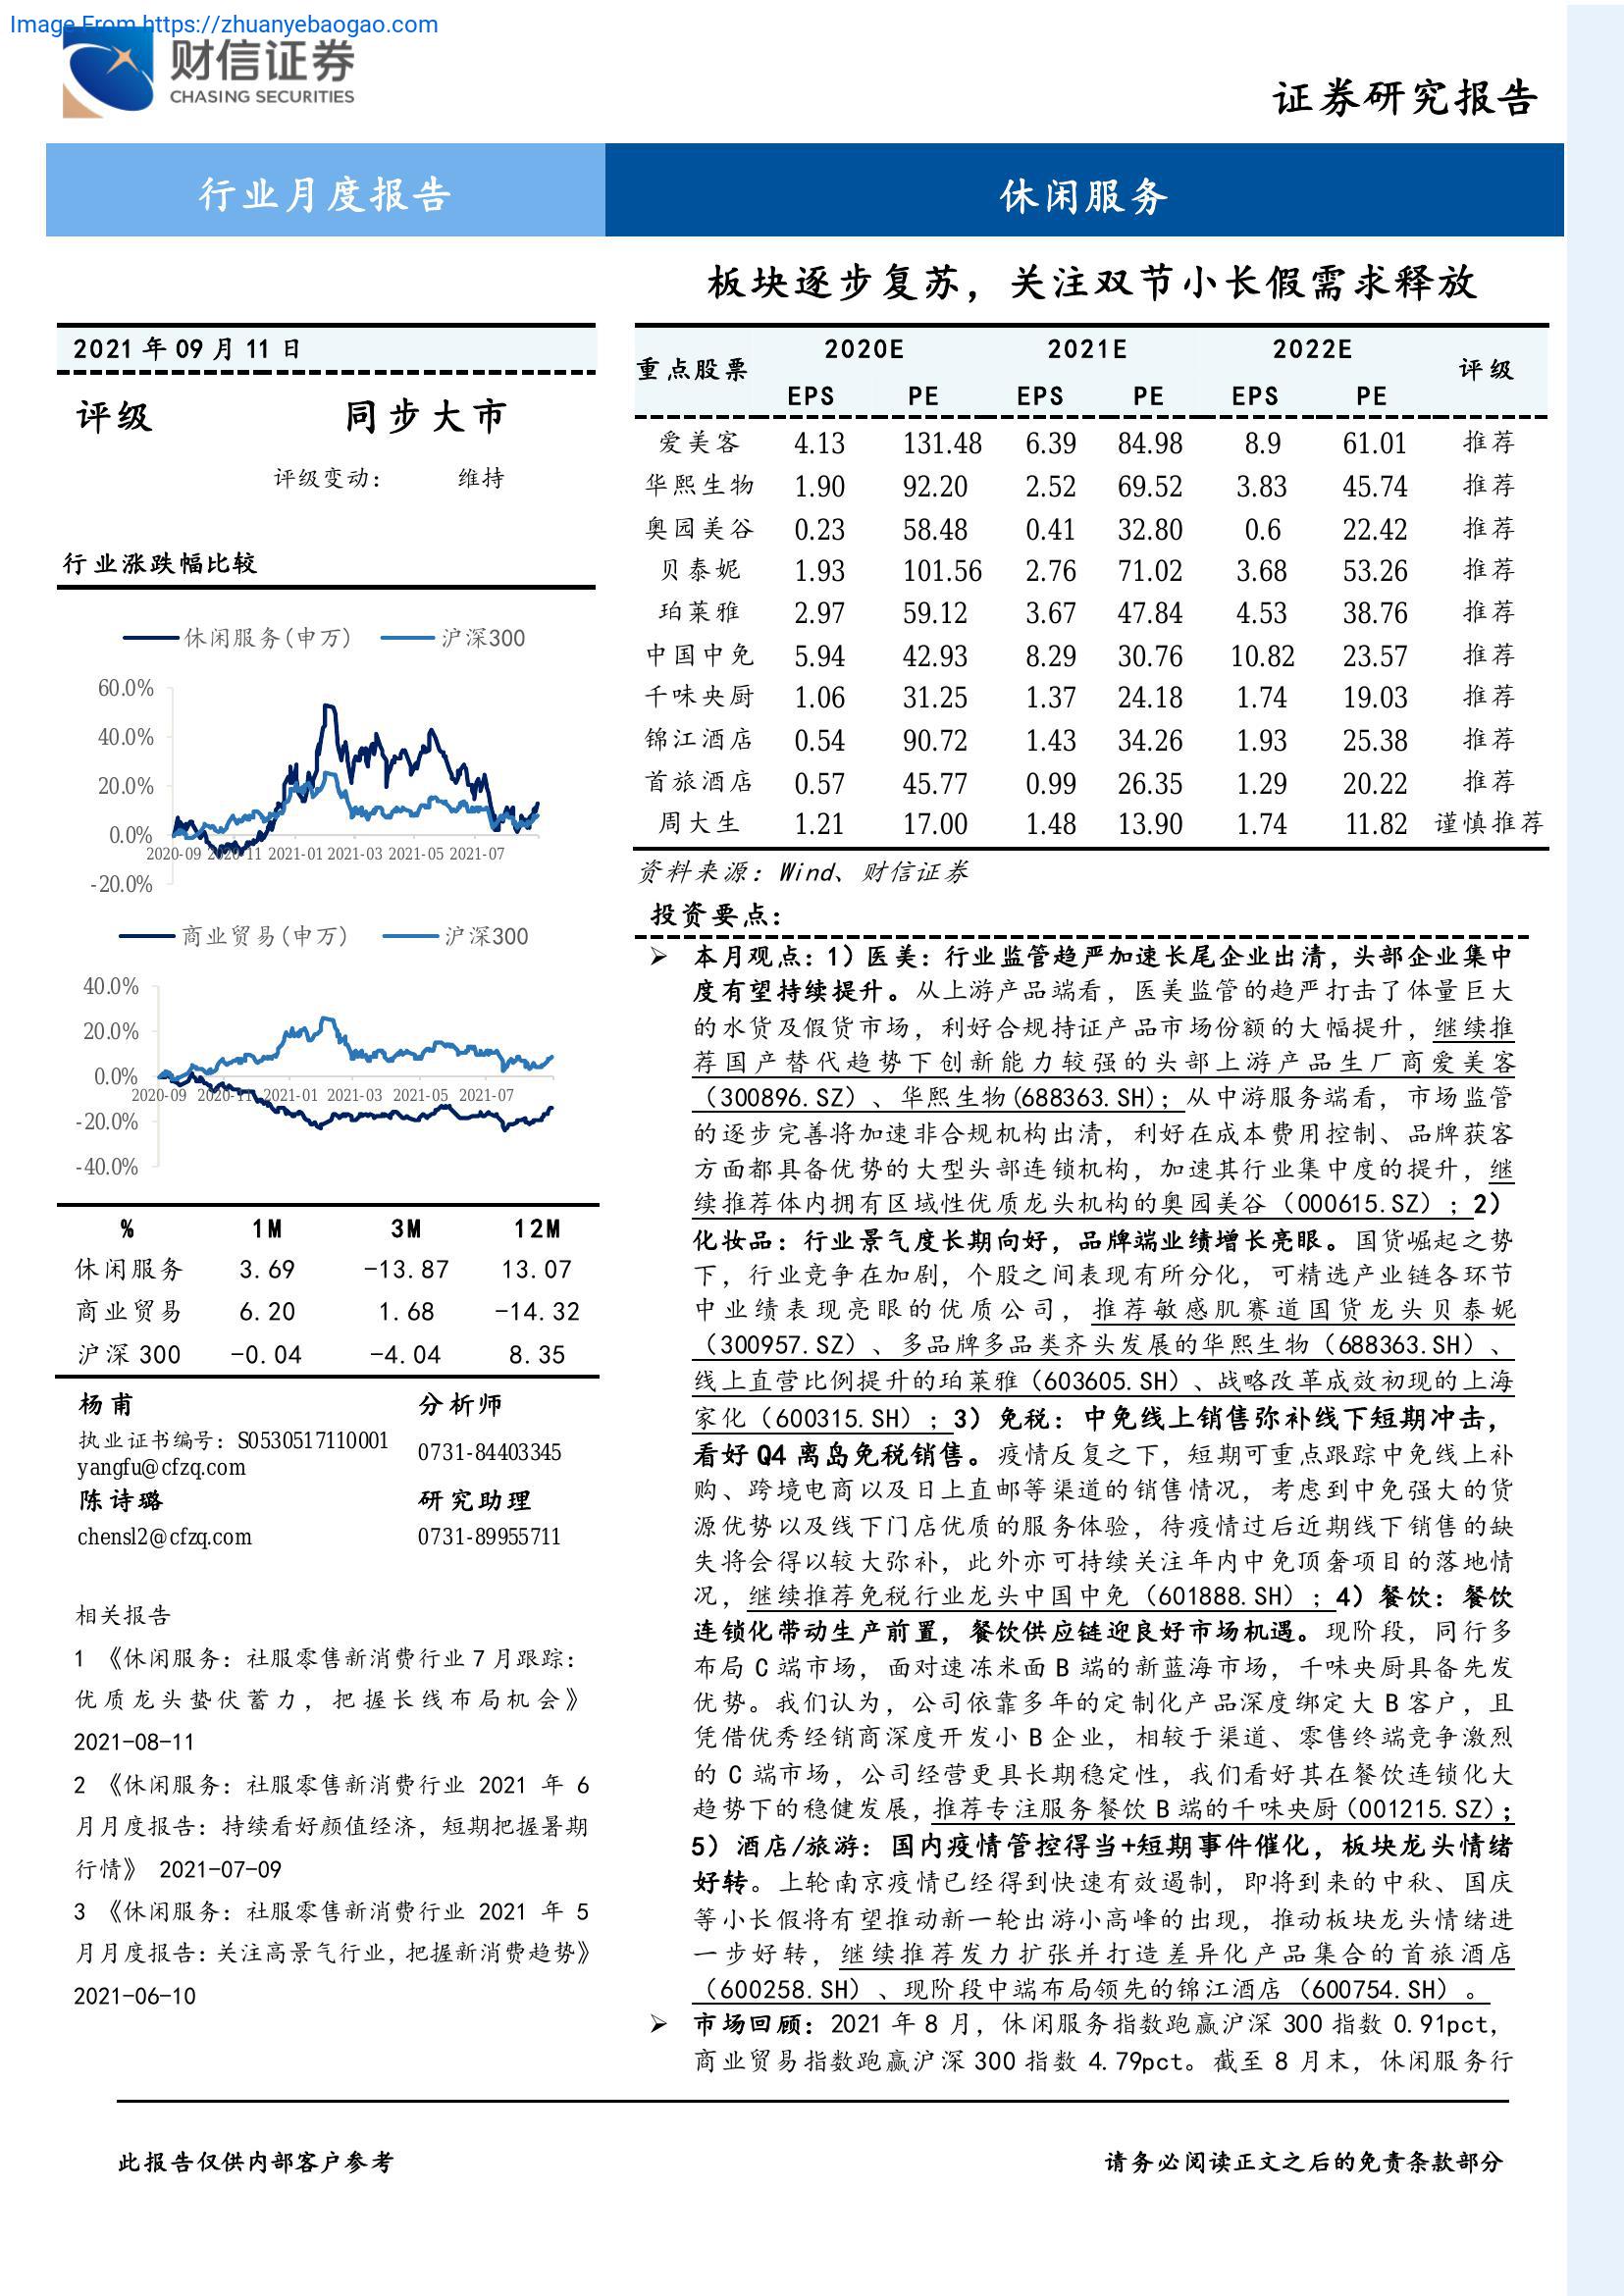 Image From https://zhuanyebaogao.com
财信证券
CHASING SECURITIES
证券研究报告
行业月度报告
休闲服务
板块逐步复苏，关注双节小长假需求释放
2021 年 09 月 11 日
评级 同步大市
评级变动： 维持
行业涨跌幅比较
休闲服务(申万) 沪深300
60.0%
40.0%
20.0%
0.0%
2020-09 2020-11 2021-01 2021-03 2021-05 2021-07
-20.0%
商业贸易(申万) 沪深300
40.0%
20.0%
0.0%
2020-09 2020-11 2021-01 2021-03 2021-05 2021-07
-20.0%
-40.0%
% 1M 3M 12M
休闲服务 3.69 -13.87 13.07
商业贸易 6.20 1.68 -14.32
沪深 300 -0.04 -4.04 8.35
杨甫 分析师
执业证书编号：S0530517110001 0731-84403345
yangfu@cfzq.com
陈诗璐 研究助理
chensl2@cfzq.com 0731-89955711
相关报告
1 《休闲服务：社服零售新消费行业 7 月跟踪：
优质龙头蛰伏蓄力，把握长线布局机会》
2021-08-11
2 《休闲服务：社服零售新消费行业 2021 年 6
月月度报告：持续看好颜值经济，短期把握暑期
行情》 2021-07-09
3 《休闲服务：社服零售新消费行业 2021 年 5
月月度报告：关注高景气行业，把握新消费趋势》
2021-06-10
重点股票 2020E 2021E 2022E 评级
EPS PE EPS PE EPS PE
爱美客 4.13 131.48 6.39 84.98 8.9 61.01 推荐
华熙生物 1.90 92.20 2.52 69.52 3.83 45.74 推荐
奥园美谷 0.23 58.48 0.41 32.80 0.6 22.42 推荐
贝泰妮 1.93 101.56 2.76 71.02 3.68 53.26 推荐
珀莱雅 2.97 59.12 3.67 47.84 4.53 38.76 推荐
中国中免 5.94 42.93 8.29 30.76 10.82 23.57 推荐
千味央厨 1.06 31.25 1.37 24.18 1.74 19.03 推荐
锦江酒店 0.54 90.72 1.43 34.26 1.93 25.38 推荐
首旅酒店 0.57 45.77 0.99 26.35 1.29 20.22 推荐
周大生 1.21 17.00 1.48 13.90 1.74 11.82 谨慎推荐
资料来源：Wind、财信证券
投资要点：
➢ 本月观点：1）医美：行业监管趋严加速长尾企业出清，头部企业集中
度有望持续提升。从上游产品端看，医美监管的趋严打击了体量巨大
的水货及假货市场，利好合规持证产品市场份额的大幅提升，继续推
荐国产替代趋势下创新能力较强的头部上游产品生厂商爱美客
（300896.SZ）、华熙生物(688363.SH)；从中游服务端看，市场监管
的逐步完善将加速非合规机构出清，利好在成本费用控制、品牌获客
方面都具备优势的大型头部连锁机构，加速其行业集中度的提升，继
续推荐体内拥有区域性优质龙头机构的奥园美谷（000615.SZ）；2）
化妆品：行业景气度长期向好，品牌端业绩增长亮眼。国货崛起之势
下，行业竞争在加剧，个股之间表现有所分化，可精选产业链各环节
中业绩表现亮眼的优质公司，推荐敏感肌赛道国货龙头贝泰妮
（300957.SZ）、多品牌多品类齐头发展的华熙生物（688363.SH）、
线上直营比例提升的珀莱雅（603605.SH）、战略改革成效初现的上海
家化（600315.SH）；3）免税：中免线上销售弥补线下短期冲击，
看好 Q4 离岛免税销售。疫情反复之下，短期可重点跟踪中免线上补
购、跨境电商以及日上直邮等渠道的销售情况，考虑到中免强大的货
源优势以及线下门店优质的服务体验，待疫情过后近期线下销售的缺
失将会得以较大弥补，此外亦可持续关注年内中免顶奢项目的落地情
况，继续推荐免税行业龙头中国中免（601888.SH）；4）餐饮：餐饮
连锁化带动生产前置，餐饮供应链迎良好市场机遇。现阶段，同行多
布局 C 端市场，面对速冻米面 B 端的新蓝海市场，千味央厨具备先发
优势。我们认为，公司依靠多年的定制化产品深度绑定大 B 客户，且
凭借优秀经销商深度开发小 B 企业，相较于渠道、零售终端竞争激烈
的 C 端市场，公司经营更具长期稳定性，我们看好其在餐饮连锁化大
趋势下的稳健发展，推荐专注服务餐饮 B 端的千味央厨(001215.SZ)；
5）酒店/旅游：国内疫情管控得当+短期事件催化，板块龙头情绪
好转。上轮南京疫情已经得到快速有效遏制，即将到来的中秋、国庆
等小长假将有望推动新一轮出游小高峰的出现，推动板块龙头情绪进
一步好转，继续推荐发力扩张并打造差异化产品集合的首旅酒店
（600258.SH）、现阶段中端布局领先的锦江酒店（600754.SH）。
➢ 市场回顾：2021 年 8 月，休闲服务指数跑赢沪深 300 指数 0.91pct，
商业贸易指数跑赢沪深 300 指数 4.79pct。截至 8 月末，休闲服务行
此报告仅供内部客户参考
请务必阅读正文之后的免责条款部分